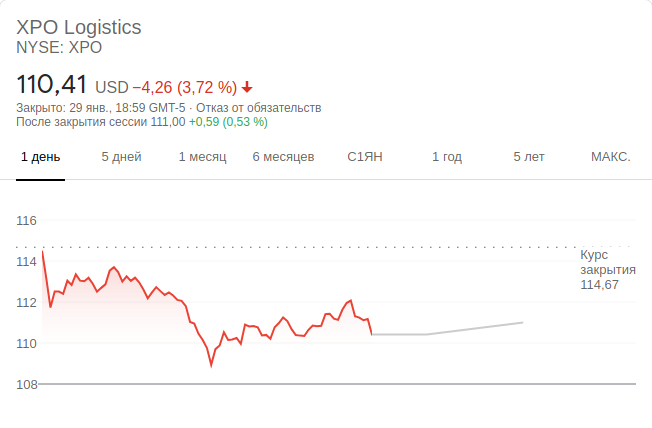 XPO Logistics
NYSE: XPO
110,41 USD −4,26 (3,72 %) ↓
Закрыто: 29 янв., 18:59 GMT-5 · Отказ от обязательств
После закрытия сессии 111,00 +0,59 (0,53 %)
1 день 5 дней 1 месяц 6 месяцев С1ЯН 1 год 5 лет МАКС.
116
114
112
110
108
Курс
закрытия
114,67